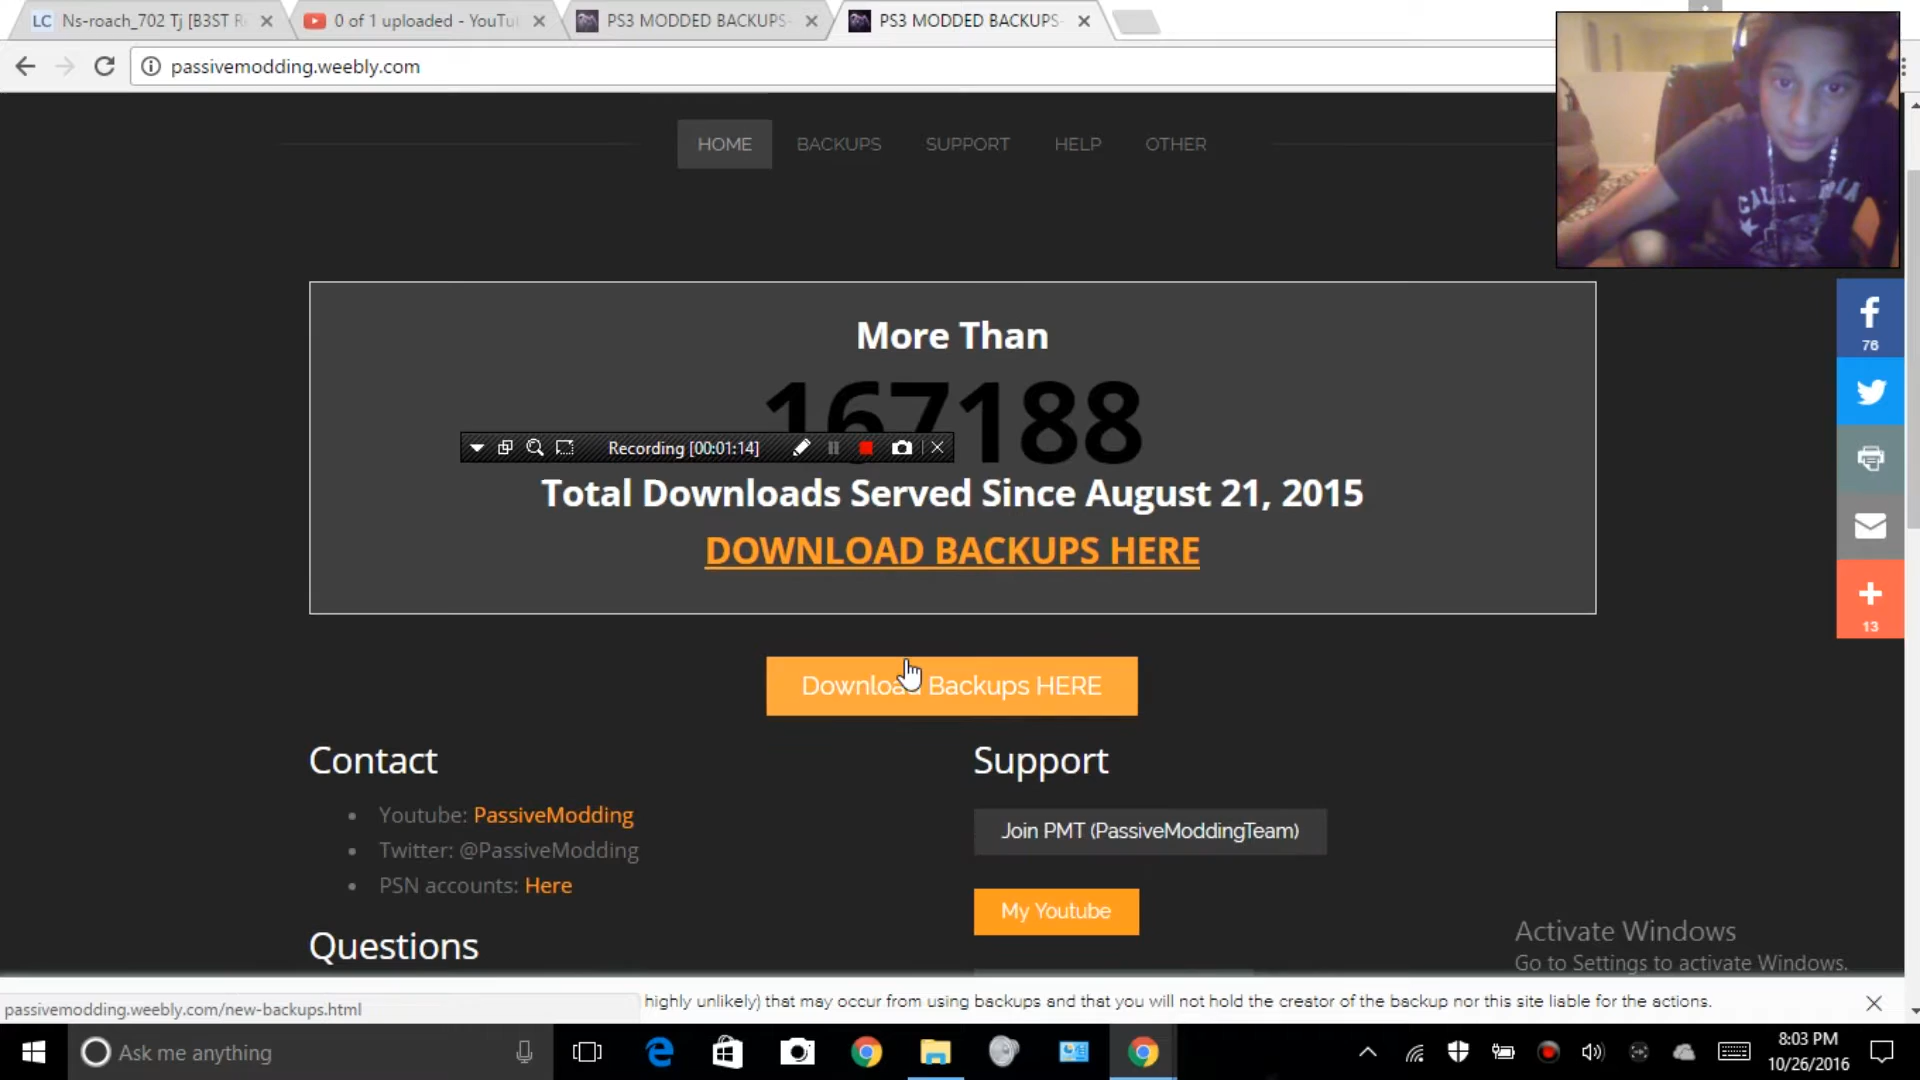 LC Ns-roach_702 Tj [B3ST R
0 of 1 uploaded - YouTu
PS3 MODDED BACKUPS-
PS3 MODDED BACKUPS-
passivemodding.weebly.com
HOME
BACKUPS
SUPPORT
HELP
OTHER
CALIFORNIA
76
13
More Than
167188
Recording [00:01:14]
Total Downloads Served Since August 21, 2015
DOWNLOAD BACKUPS HERE
Download Backups HERE
Contact
Youtube: PassiveModding
Twitter: @PassiveModding
PSN accounts: Here
Questions
Support
Join PMT (PassiveModdingTeam)
My Youtube
Activate Windows
Go to Settings to activate Windows.
highly unlikely) that may occur from using backups and that you will not hold the creator of the backup nor this site liable for the actions.
passivemodding.weebly.com/new-backups.html
Ask me anything
8:03 PM
10/26/2016